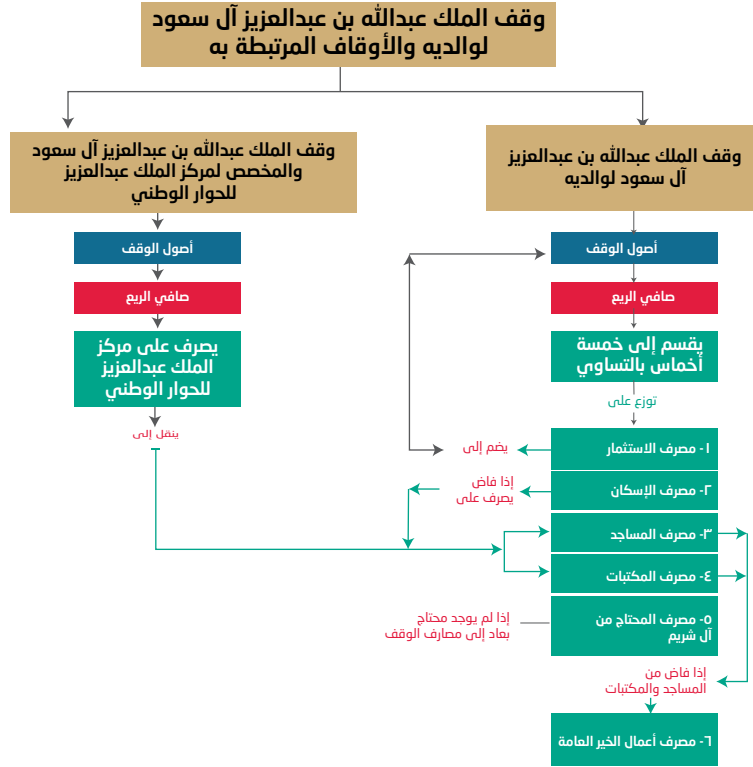 وقف الملك عبدالله بن عبدالعزيز آل سعود
لوالديه والأوقاف المرتبطة به
وقف الملك عبدالله بن عبدالعزيز
آل سعود لوالديه
أصول الوقف
صافي الريع
يقسم إلى خمسة
أخماس بالتساوي
توزع على
١- مصرف الاستثمار
يضم إلى
٢- مصرف الإسكان
إذا فاض
يصرف على
٣- مصرف المساجد
٤- مصرف المكتبات
٥- مصرف المحتاج من
آل شريم
إذا لم يوجد محتاج
بعاد إلى مصارف الوقف
إذا فاض من
المساجد والمكتبات
٦- مصرف أعمال الخير العامة
وقف الملك عبدالله بن عبدالعزيز آل سعود
والمخصص لمركز الملك عبدالعزيز
للحوار الوطني
أصول الوقف
صافي الريع
يصرف على مركز
الملك عبدالعزيز
للحوار الوطني
ينقل إلى